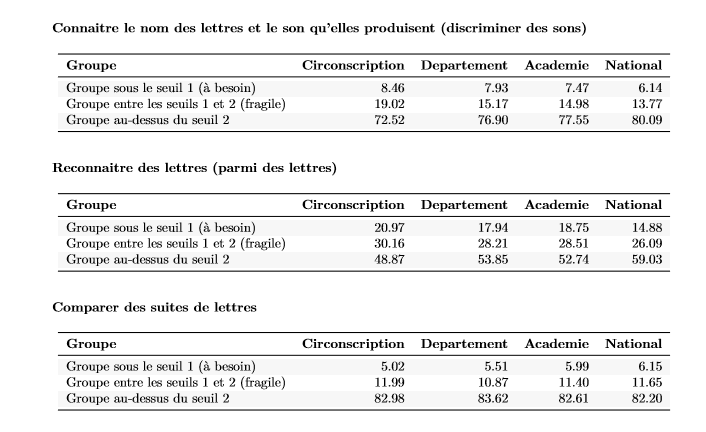 Connaitre le nom des lettres et le son qu'elles produisent (discriminer des sons)
Groupe Circonscription Departement Academie National
Groupe sous le seuil 1 (à besoin) 8.46 7.93 7.47 6.14
Groupe entre les seuils 1 et 2 (fragile) 19.02 15.17 14.98 13.77
Groupe au-dessus du seuil 2 72.52 76.90 77.55 80.09
Reconnaitre des lettres (parmi des lettres)
Groupe Circonscription Departement Academie National
Groupe sous le seuil 1 (à besoin) 20.97 17.94 18.75 14.88
Groupe entre les seuils 1 et 2 (fragile) 30.16 28.21 28.51 26.09
Groupe au-dessus du seuil 2 48.87 53.85 52.74 59.03
Comparer des suites de lettres
Groupe Circonscription Departement Academie National
Groupe sous le seuil 1 (à besoin) 5.02 5.51 5.99 6.15
Groupe entre les seuils 1 et 2 (fragile) 11.99 10.87 11.40 11.65
Groupe au-dessus du seuil 2 82.98 83.62 82.61 82.20